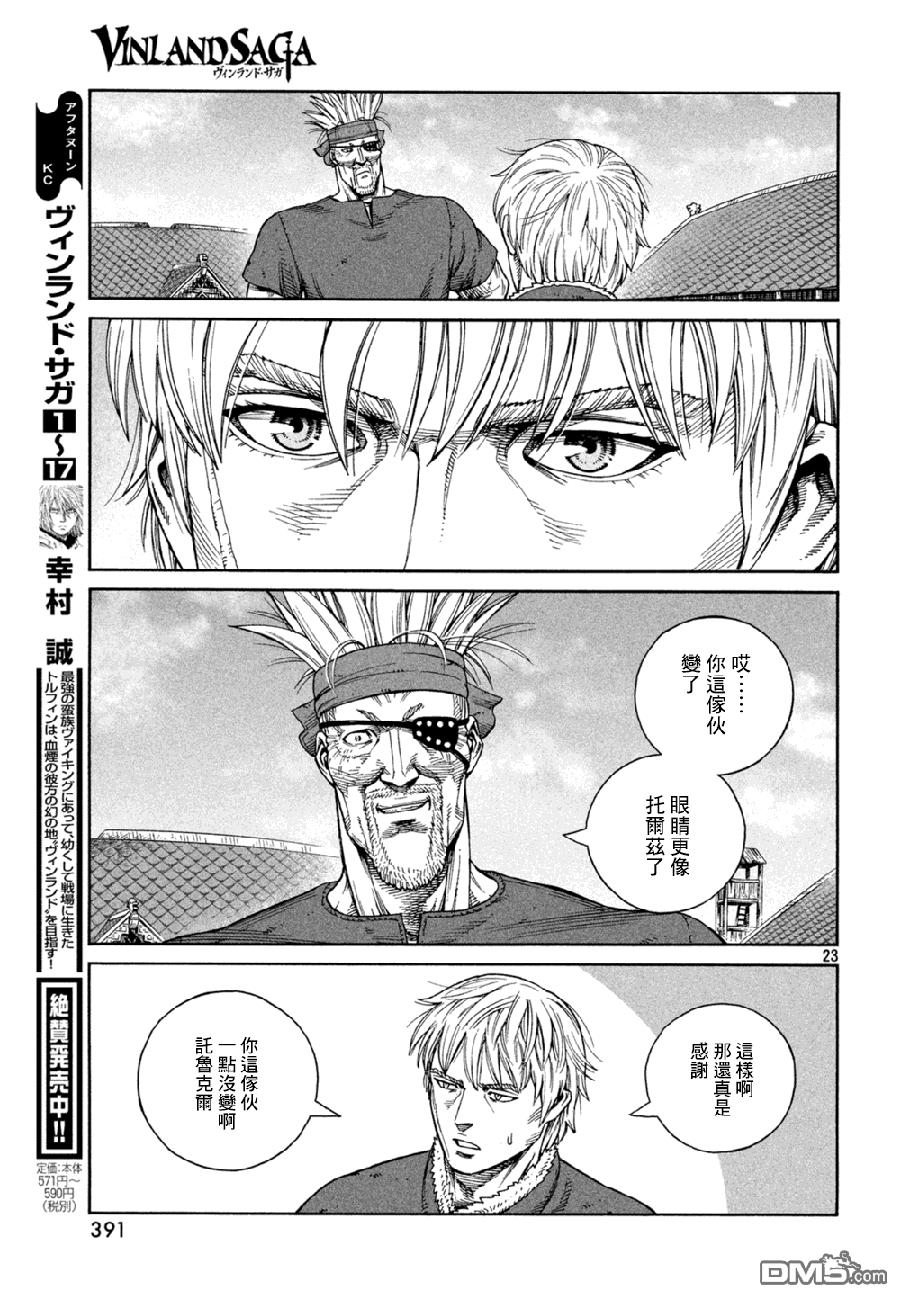 VINLAND SAGA
ヴィンランド・サガ
アフタヌーン
KC
ヴィンランド・サガ 1～17
幸村 誠
最強の蛮族ヴァイキングにあって、幼くして戦場に生きた
トルフィンは、血煙の彼方の幻の地“ヴィンランド”を目指す！
絶賛発売中!!
定価：本体
571円～
590円
（税別）
哎……
你這傢伙
變了
眼睛更像
托爾茲了
23
這樣啊
那還真是
感謝
你這傢伙
一點沒變啊
託魯克爾
391
DM5.com